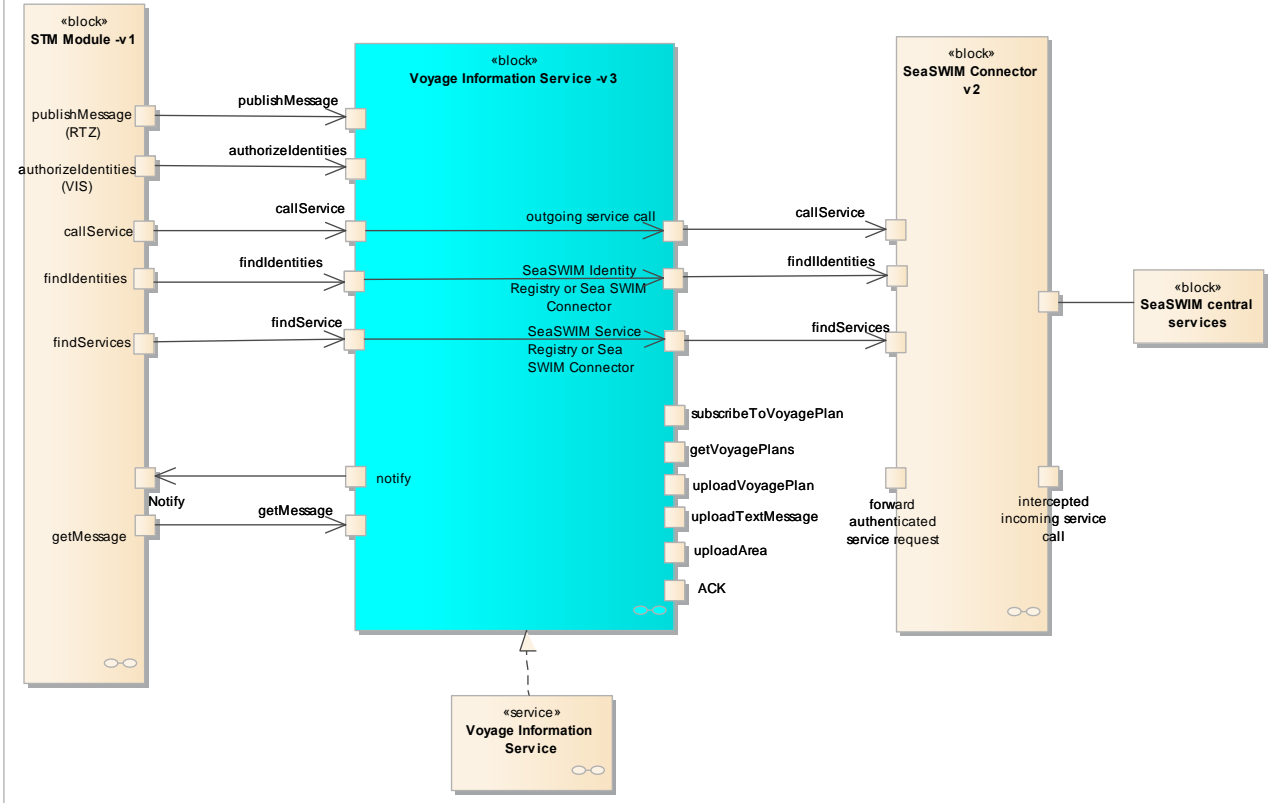 «block»
STM Module -v1
publishMessage
(RTZ)
authorizeIdentities
(VIS)
callService
findIdentities
findServices
Notify
getMessage
publishMessage
authorizeIdentities
callService
findIdentities
findService
getMessage
«block»
Voyage Information Service -v3
outgoing service call
SeaSWIM Identity
Registry or Sea SWIM
Connector
SeaSWIM Service
Registry or Sea
SWIM Connector
notify
subscribeToVoyagePlan
getVoyagePlans
uploadVoyagePlan
uploadTextMessage
uploadArea
ACK
callService
findIIdentities
findServices
«block»
SeaSWIM Connector
v2
forward
authenticated
service request
intercepted
incoming service
call
«block»
SeaSWIM central
services
«service»
Voyage Information
Service